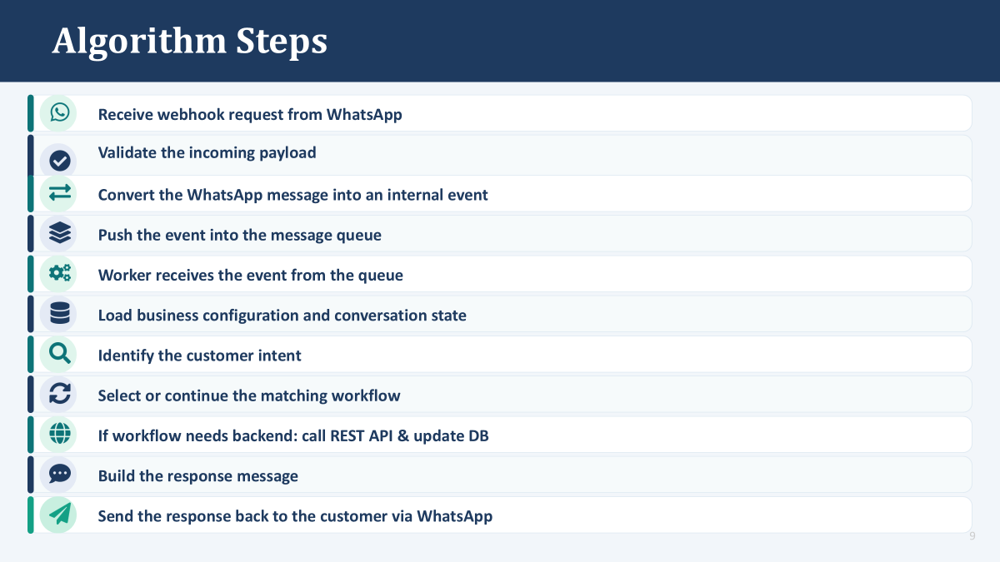 Algorithm Steps
Receive webhook request from WhatsApp
Validate the incoming payload
Convert the WhatsApp message into an internal event
Push the event into the message queue
Worker receives the event from the queue
Load business configuration and conversation state
Identify the customer intent
Select or continue the matching workflow
If workflow needs backend: call REST API & update DB
Build the response message
Send the response back to the customer via WhatsApp
9